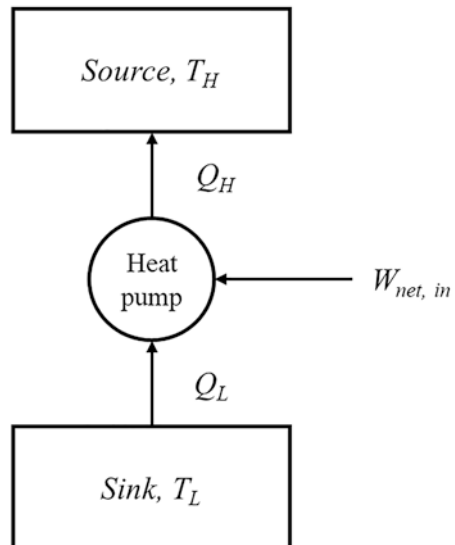 Source, T_H
Q_H
Heat
pump
W_net, in
Q_L
Sink, T_L